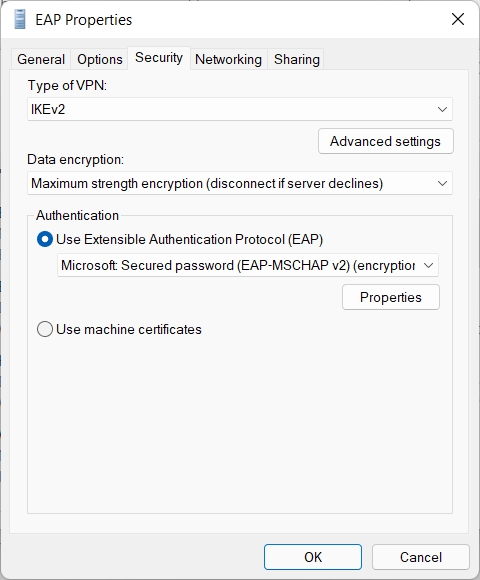 EAP Properties
General Options Security Networking Sharing
Type of VPN:
IKEv2
Advanced settings
Data encryption:
Maximum strength encryption (disconnect if server declines)
Authentication
Use Extensible Authentication Protocol (EAP)
Microsoft: Secured password (EAP-MSCHAP v2) (encryption
Properties
Use machine certificates
OK Cancel